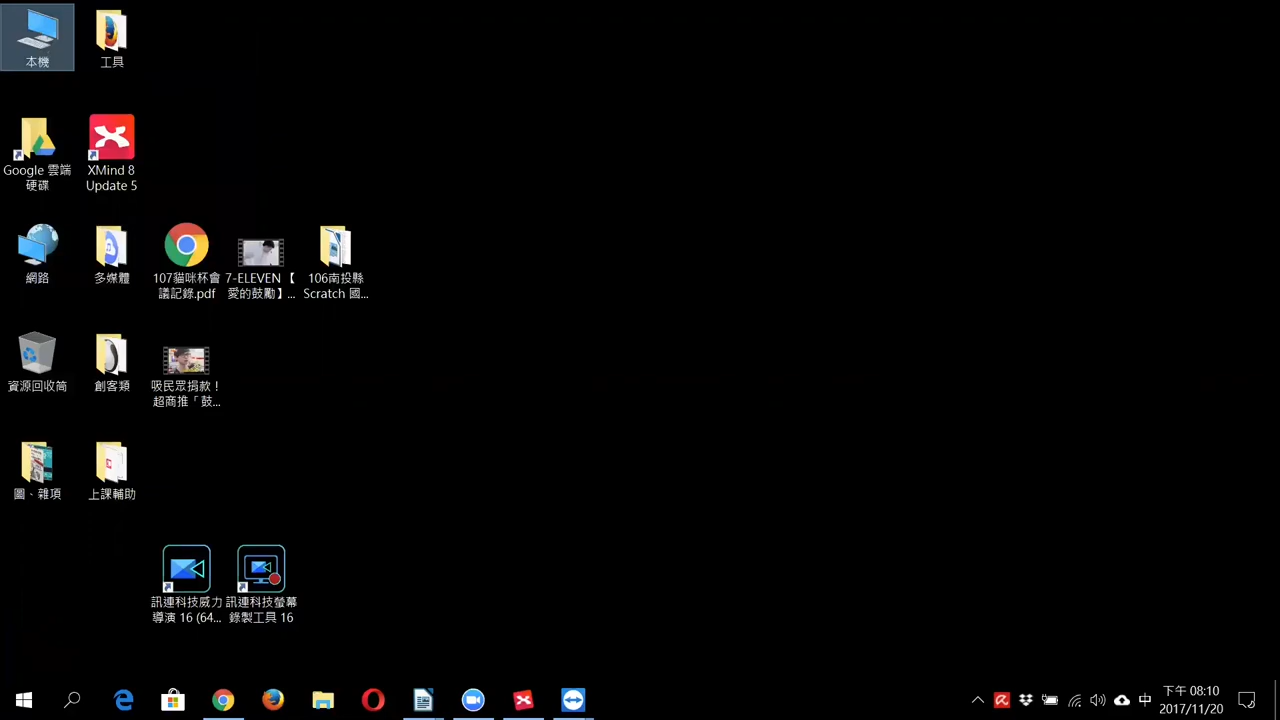 本機
工具
Google 雲端
硬碟
XMind 8
Update 5
網路
多媒體
107貓咪杯會
議記錄.pdf
7-ELEVEN 【
愛的鼓勵】...
106南投縣
Scratch 國...
資源回收筒
創客類
吸民眾捐款！
超商推「鼓...
圖、雜項
上課輔助
訊連科技威力
導演 16 (64...
訊連科技螢幕
錄製工具 16
中
下午 08:10
2017/11/20